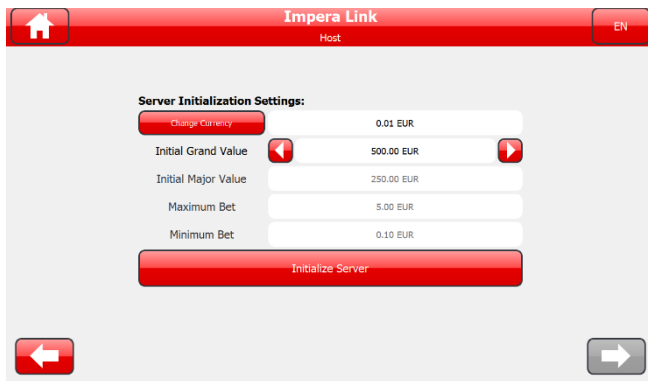 Impera Link
Host
EN
Server Initialization Settings:
Change Currency 0.01 EUR
Initial Grand Value 500.00 EUR
Initial Major Value 250.00 EUR
Maximum Bet 5.00 EUR
Minimum Bet 0.10 EUR
Initialize Server